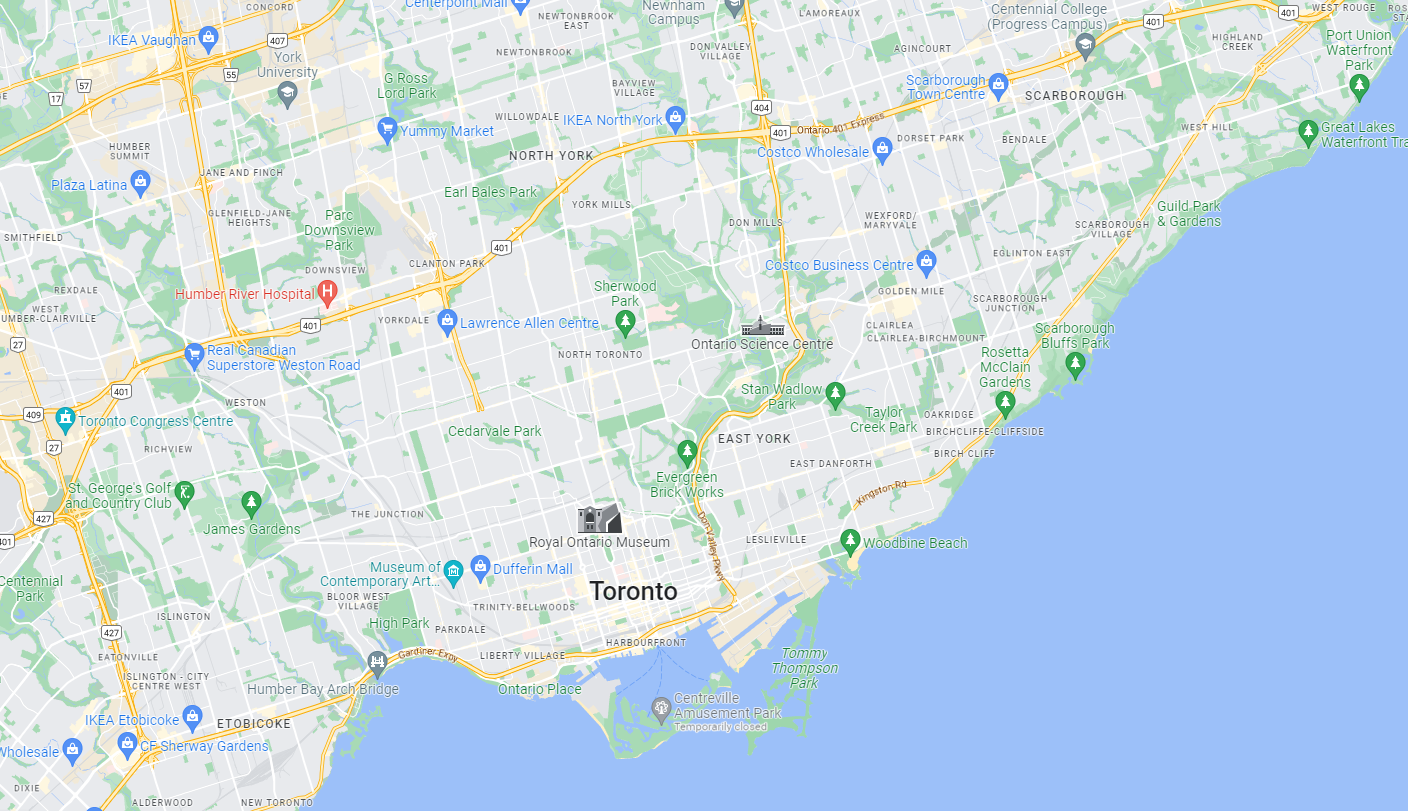 CONCORD
Centerpoint Mall
NEWTONBROOK
EAST
Newnham
Campus
LAMOREAUX
Centennial College
(Progress Campus)
401
401
WEST ROUGE
IKEA Vaughan
407
York
University
55
57
17
NEWTONBROOK
DON VALLEY
VILLAGE
AGINCOURT
HIGHLAND
CREEK
Port Union
Waterfront
Park
G Ross
Lord Park
BAYVIEW
VILLAGE
Scarborough
Town Centre
SCARBOROUGH
404
WILLOWDALE
IKEA North York
401
Ontario 401 Express
Yummy Market
DORSET PARK
BENDALE
WEST HILL
Great Lakes
Waterfront Tra
HUMBER
SUMMIT
NORTH YORK
Costco Wholesale
JANE AND FINCH
Plaza Latina
Earl Bales Park
YORK MILLS
DON MILLS
WEXFORD/
MARYVALE
Guild Park
& Gardens
SCARBOROUGH
VILLAGE
GLENFIELD-JANE
HEIGHTS
Parc
Downsview
Park
SMITHFIELD
401
CLANTON PARK
DOWNSVIEW
Costco Business Centre
EGLINTON EAST
REXDALE
Humber River Hospital
Sherwood
Park
GOLDEN MILE
SCARBOROUGH
JUNCTION
WEST
UMBER-CLAIRVILLE
401
YORKDALE
Lawrence Allen Centre
CLAIRLEA
CLAIRLEA-BIRCHMOUNT
Scarborough
Bluffs Park
27
Real Canadian
Superstore Weston Road
NORTH TORONTO
Ontario Science Centre
Rosetta
McClain
Gardens
401
Stan Wadlow
Park
WESTON
409
Toronto Congress Centre
Taylor
Creek Park
OAKRIDGE
BIRCHCLIFFE-CLIFFSIDE
Cedarvale Park
EAST YORK
27
RICHVIEW
BIRCH CLIFF
EAST DANFORTH
St. George's Golf
and Country Club
Evergreen
Brick Works
Kingston Rd
427
James Gardens
THE JUNCTION
Don Valley Pkwy
401
Royal Ontario Museum
LESLIEVILLE
Woodbine Beach
Museum of
Contemporary Art...
Dufferin Mall
Centennial
Park
Toronto
BLOOR WEST
VILLAGE
TRINITY-BELLWOODS
ISLINGTON
High Park
PARKDALE
427
HARBOURFRONT
EATONVILLE
Gardiner Expy
LIBERTY VILLAGE
Tommy
Thompson
Park
ISLINGTON - CITY
CENTRE WEST
Humber Bay Arch Bridge
Ontario Place
Centreville
Amusement Park
Temporarily closed
IKEA Etobicoke
ETOBICOKE
Wholesale
CF Sherway Gardens
DIXIE
ALDERWOOD
NEW TORONTO